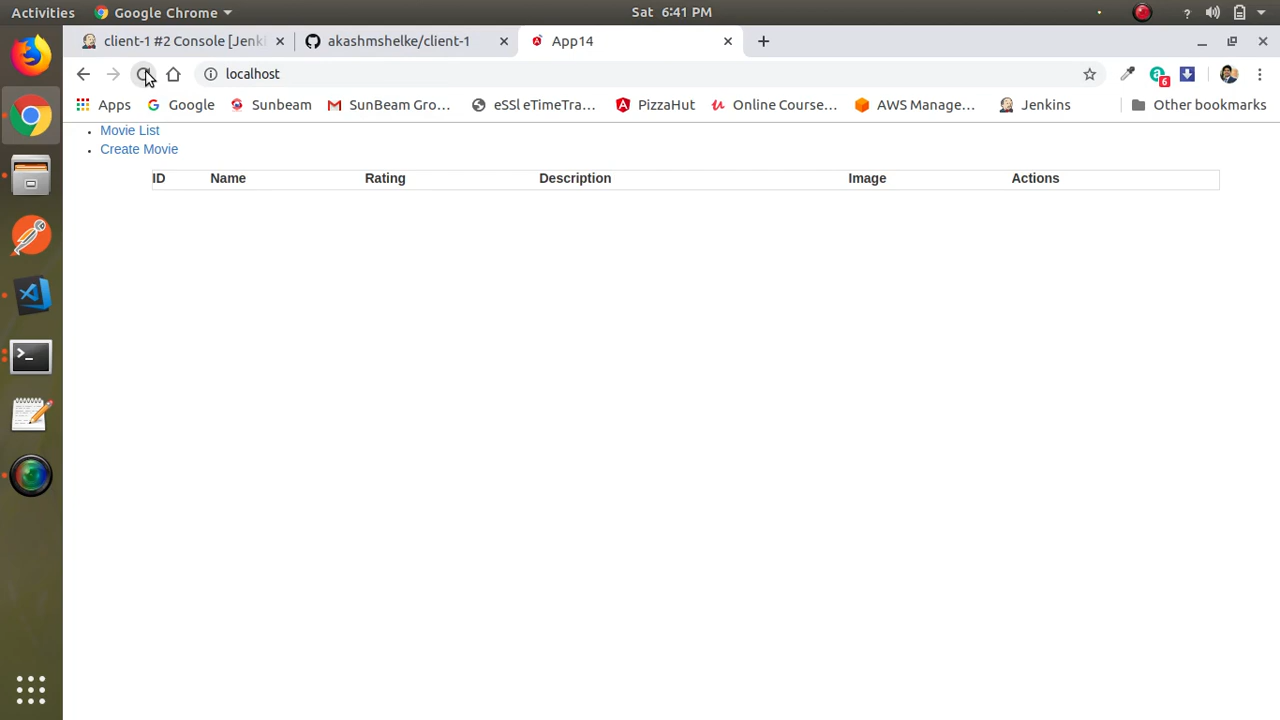 Activities Google Chrome Sat 6:41 PM ?
client-1 #2 Console [Jenk akashmshelke/client-1 App14
localhost 6
Apps Google Sunbeam SunBeam Gro... eSSl eTimeTra... PizzaHut Online Course... AWS Manage... Jenkins Other bookmarks
Movie List
Create Movie
ID Name Rating Description Image Actions